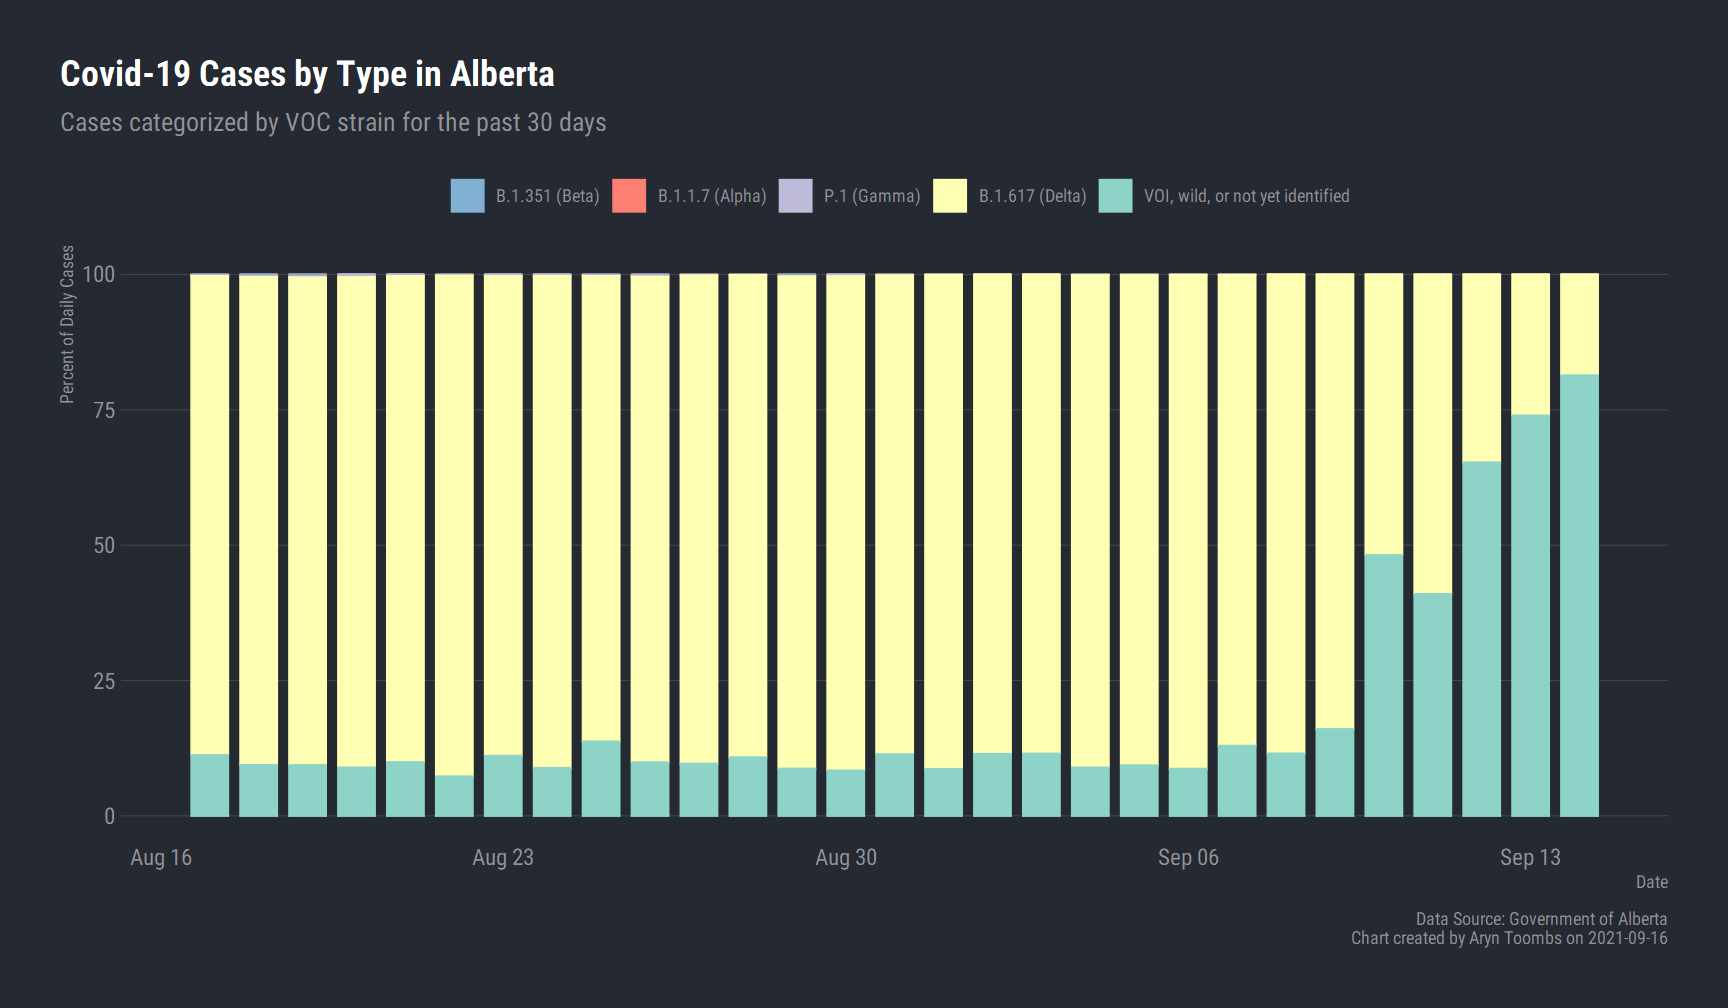 Covid-19 Cases by Type in Alberta
Cases categorized by VOC strain for the past 30 days
B.1.351 (Beta) B.1.1.7 (Alpha) P.1 (Gamma) B.1.617 (Delta) VOI, wild, or not yet identified
Percent of Daily Cases
100
75
50
25
0
Aug 16 Aug 23 Aug 30 Sep 06 Sep 13
Date
Data Source: Government of Alberta
Chart created by Aryn Toombs on 2021-09-16